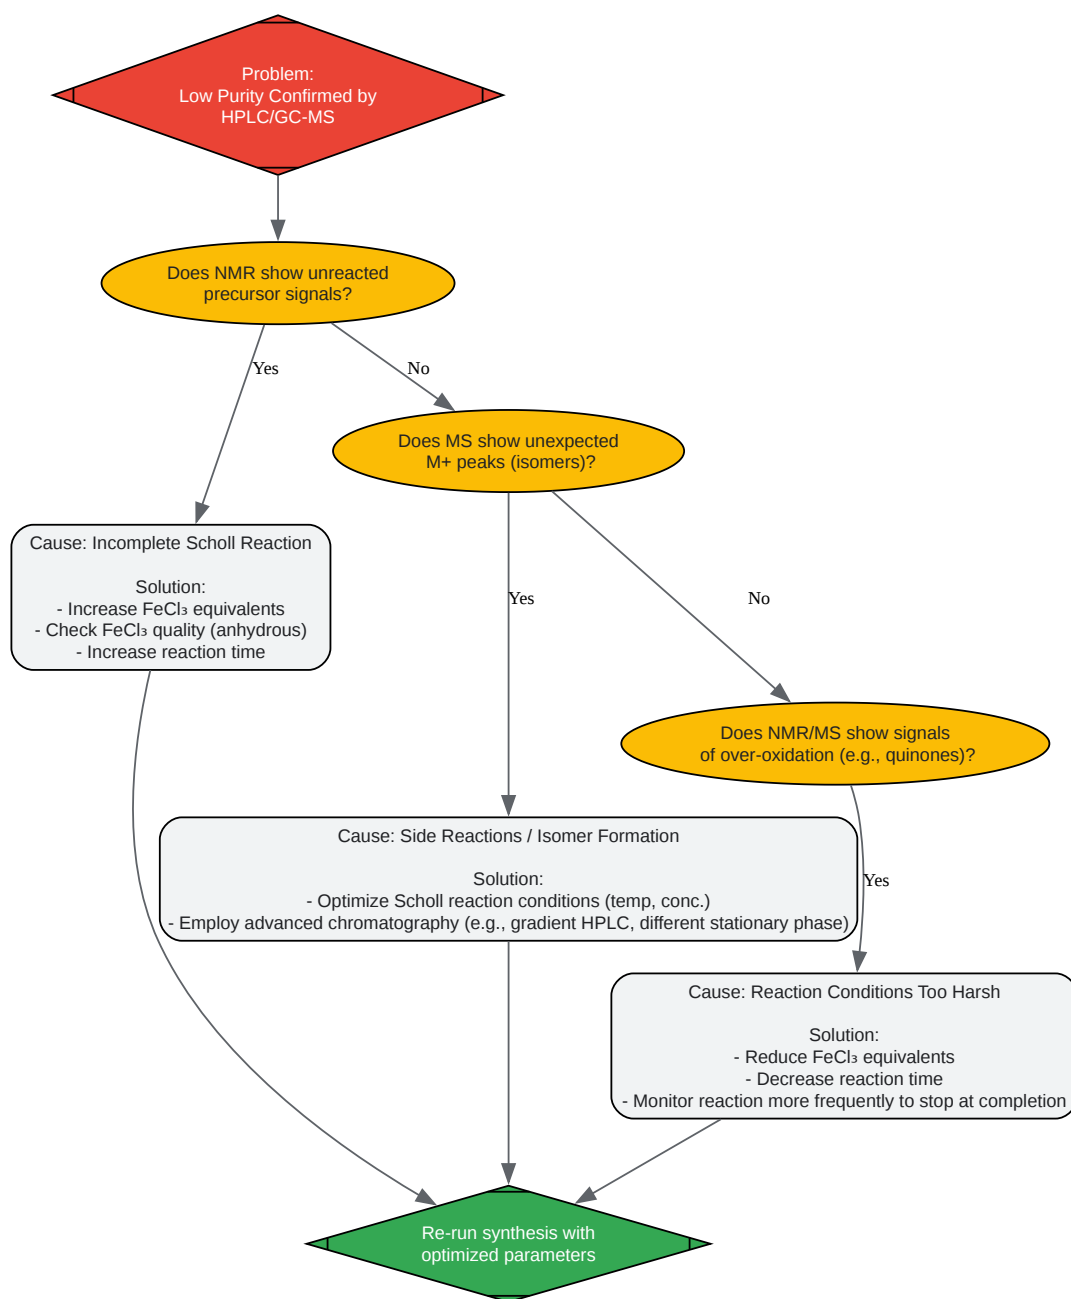 Problem:
Low Purity Confirmed by
HPLC/GC-MS
Does NMR show unreacted
precursor signals?
Yes
No
Does MS show unexpected
M+ peaks (isomers)?
Cause: Incomplete Scholl Reaction
Solution:
- Increase FeCl₃ equivalents
- Check FeCl₃ quality (anhydrous)
- Increase reaction time
Yes
No
Does NMR/MS show signals
of over-oxidation (e.g., quinones)?
Cause: Side Reactions / Isomer Formation
Solution:
- Optimize Scholl reaction conditions (temp, conc.)
- Employ advanced chromatography (e.g., gradient HPLC, different stationary phase)
Yes
Cause: Reaction Conditions Too Harsh
Solution:
- Reduce FeCl₃ equivalents
- Decrease reaction time
- Monitor reaction more frequently to stop at completion
Re-run synthesis with
optimized parameters